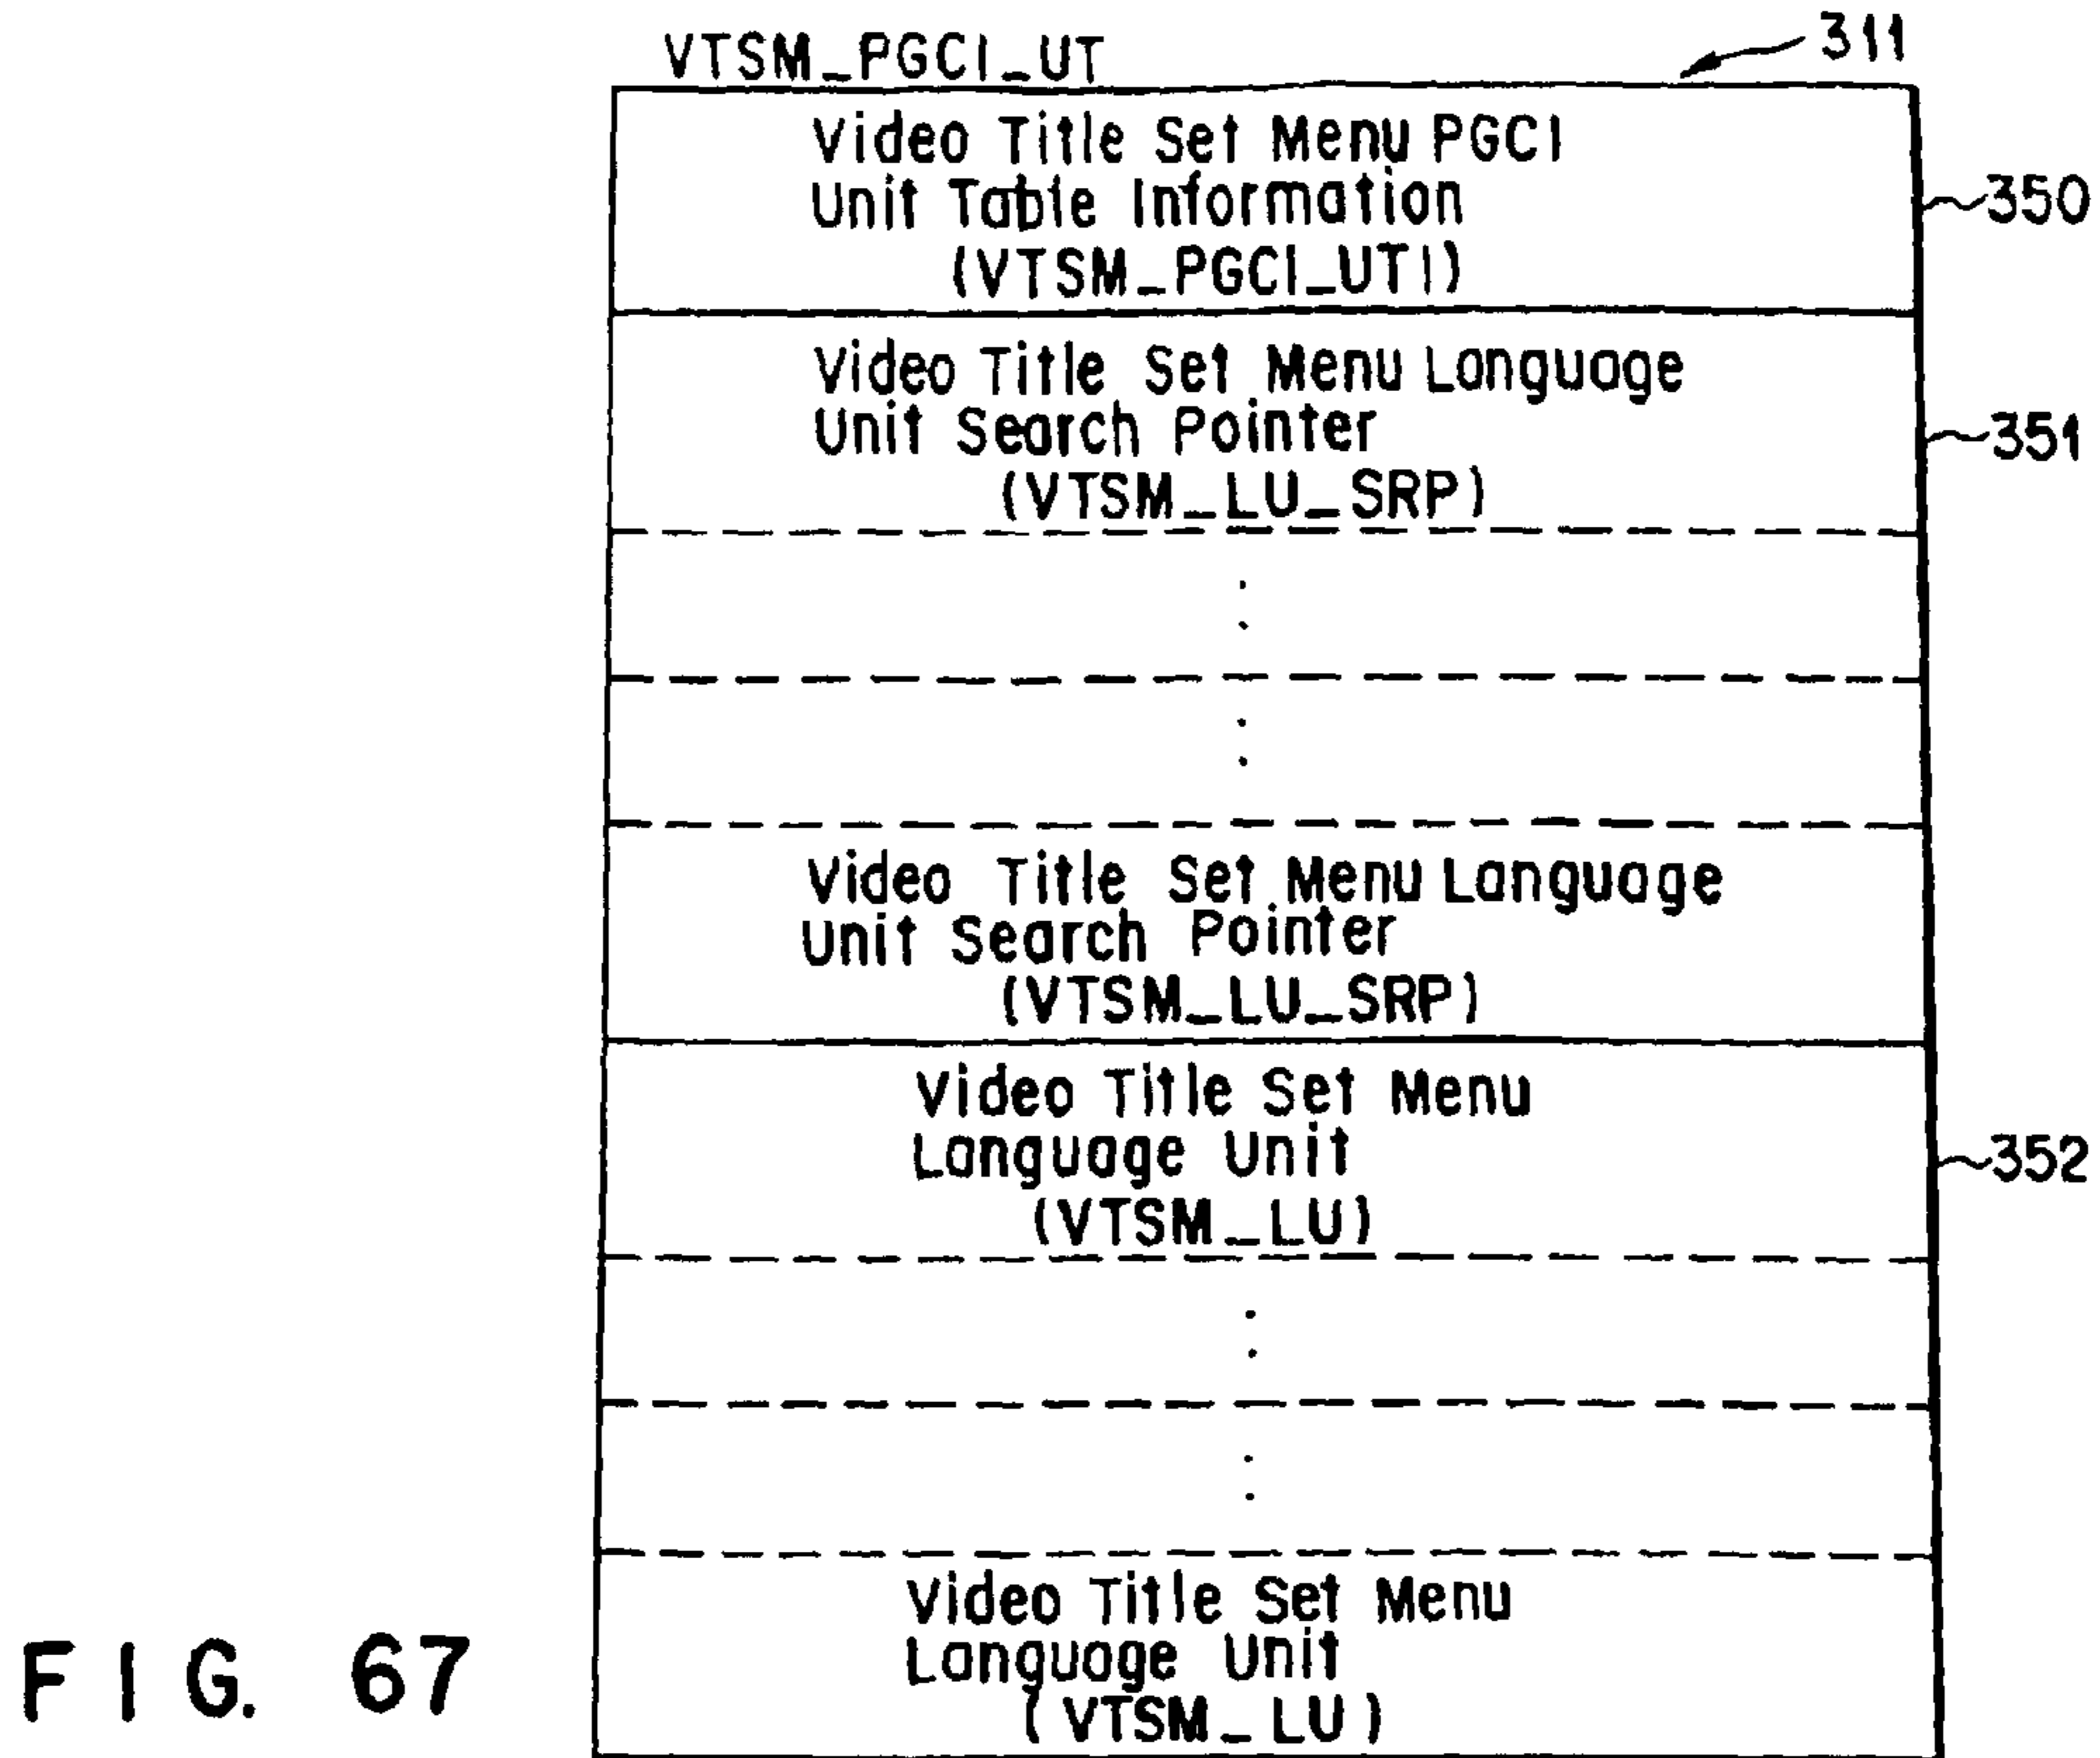 VTSM_PGCI_UT
311
Video Title Set Menu PGCI
Unit Table Information
(VTSM_PGCI_UTI)
350
Video Title Set Menu Language
Unit Search Pointer
(VTSM_LU_SRP)
351
Video Title Set Menu Language
Unit Search Pointer
(VTSM_LU_SRP)
Video Title Set Menu
Language Unit
(VTSM_LU)
352
Video Title Set Menu
Language Unit
(VTSM_LU)
FIG. 67